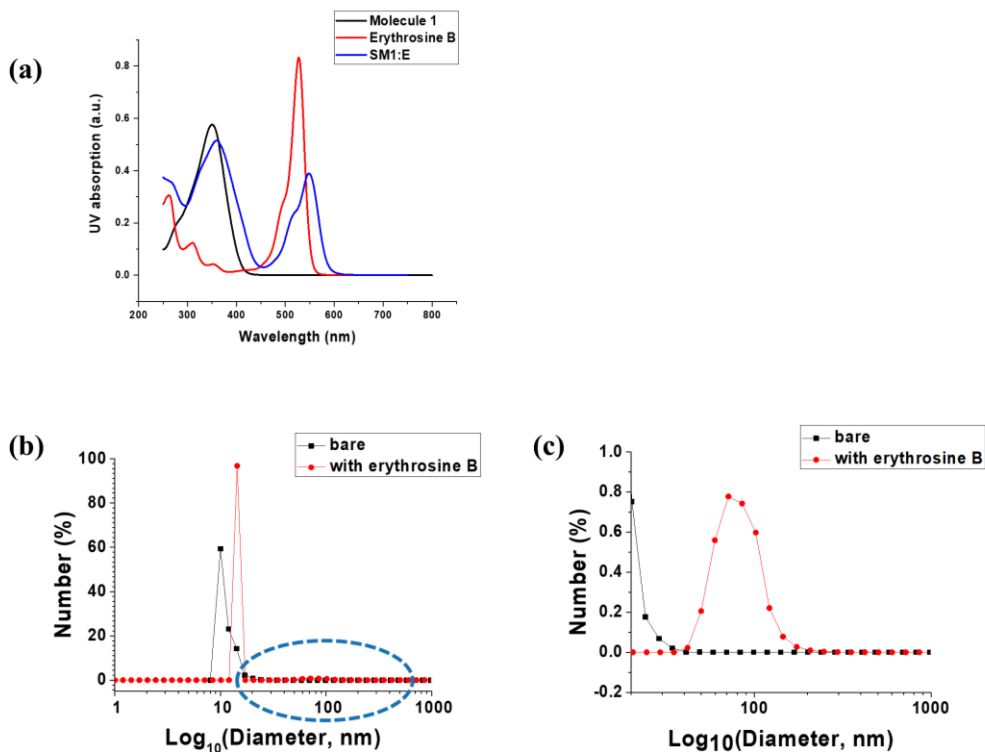 (a)
Molecule 1
Erythrosine B
SM1:E
0.8
0.6
0.4
0.2
0.0
UV absorption (a.u.)
200 300 400 500 600 700 800
Wavelength (nm)
(b)
bare
with erythrosine B
100
80
60
40
20
0
Number (%)
1 10 100 1000
Log10(Diameter, nm)
(c)
bare
with erythrosine B
1.0
0.8
0.6
0.4
0.2
0.0
-0.2
Number (%)
100 1000
Log10(Diameter, nm)